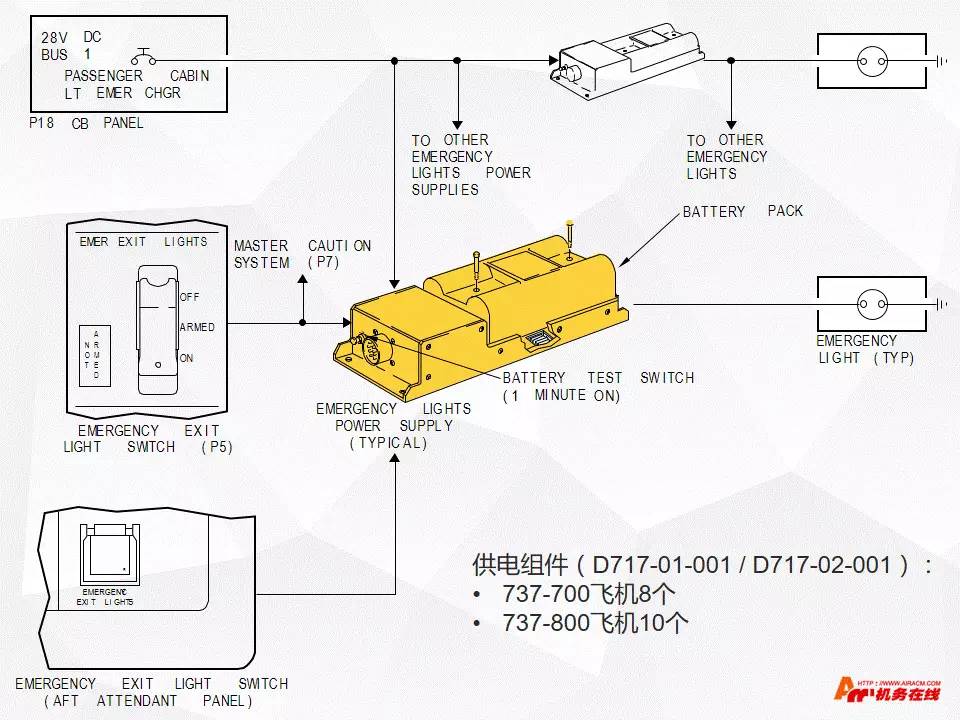 28V DC
BUS 1
PASSENGER CABIN
LT EMER CHGR
P18 CB PANEL
TO OTHER
EMERGENCY
LIGHTS POWER
SUPPLIES
TO OTHER
EMERGENCY
LIGHTS
BATTERY PACK
EMER EXIT LIGHTS
OFF
ARMED
ON
NOT
ARMED
MASTER CAUTION
SYSTEM (P7)
EMERGENCY
LIGHT (TYP)
BATTERY TEST SWITCH
(1 MINUTE ON)
EMERGENCY LIGHTS
POWER SUPPLY
(TYPICAL)
EMERGENCY EXIT
LIGHT SWITCH (P5)
EMERGENC
EXIT LIGHTS
供电组件（D717-01-001 / D717-02-001）：
• 737-700飞机8个
• 737-800飞机10个
EMERGENCY EXIT LIGHT SWITCH
(AFT ATTENDANT PANEL)
HTTP://WWW.AIRACM.COM
机务在线